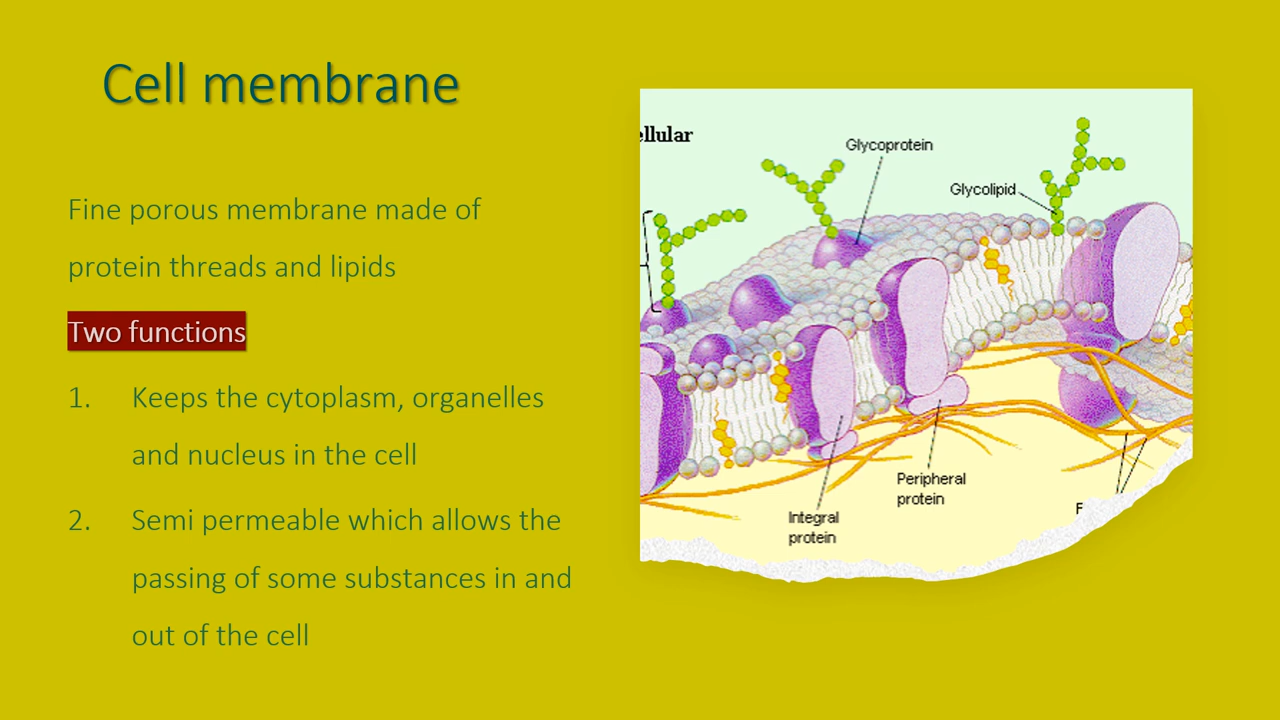 Cell membrane
Fine porous membrane made of
protein threads and lipids
Two functions
1. Keeps the cytoplasm, organelles
and nucleus in the cell
2. Semi permeable which allows the
passing of some substances in and
out of the cell
ellular
Glycoprotein
Glycolipid
Peripheral
protein
Integral
protein
F